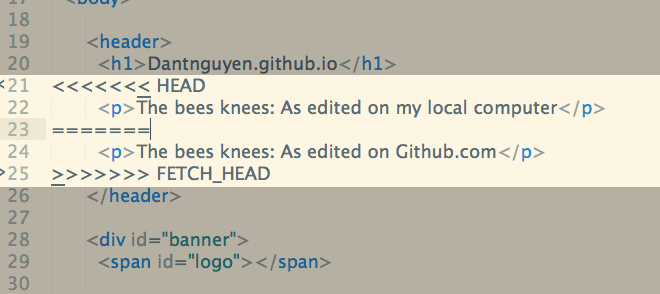 17 <body>
18
19 <header>
20 <h1>Dantnguyen.github.io</h1>
21 <<<<<<< HEAD
22 <p>The bees knees: As edited on my local computer</p>
23 =======
24 <p>The bees knees: As edited on Github.com</p>
25 >>>>>>> FETCH_HEAD
26 </header>
27
28 <div id="banner">
29 <span id="logo"></span>
30